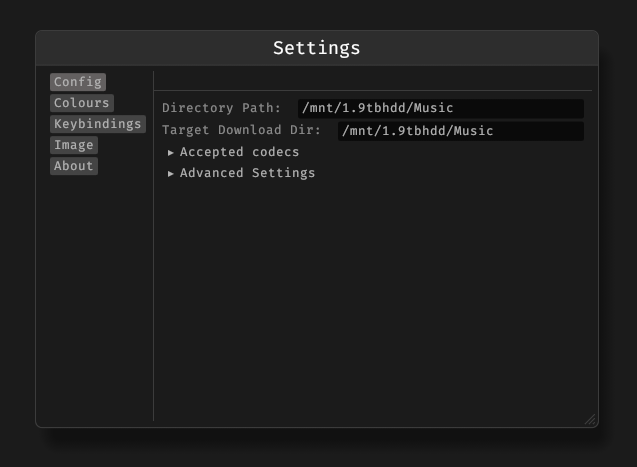 Settings
Config
Colours
Keybindings
Image
About
Directory Path: /mnt/1.9tbhdd/Music
Target Download Dir: /mnt/1.9tbhdd/Music
▸ Accepted codecs
▸ Advanced Settings